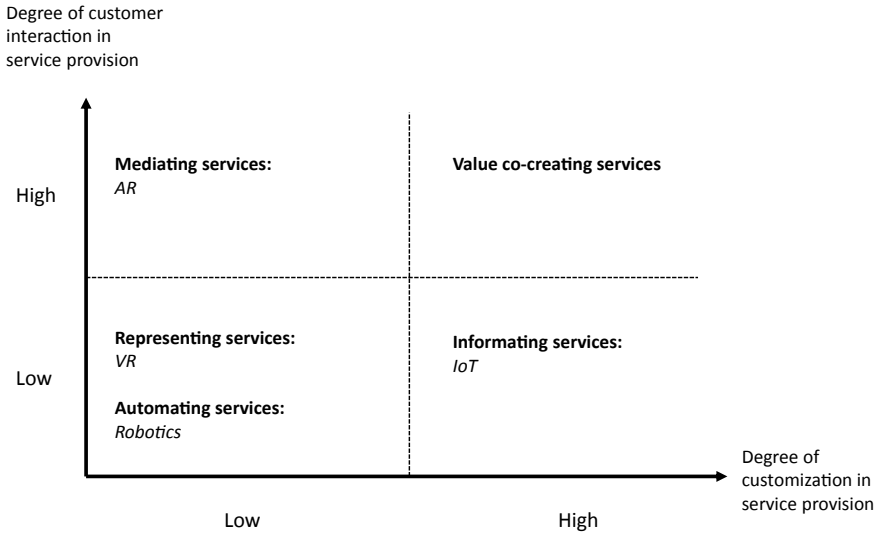 Degree of customer
interaction in
service provision
Mediating services:
AR
Value co-creating services
High
Representing services:
VR
Informating services:
IoT
Low
Automating services:
Robotics
Degree of
customization in
service provision
Low
High